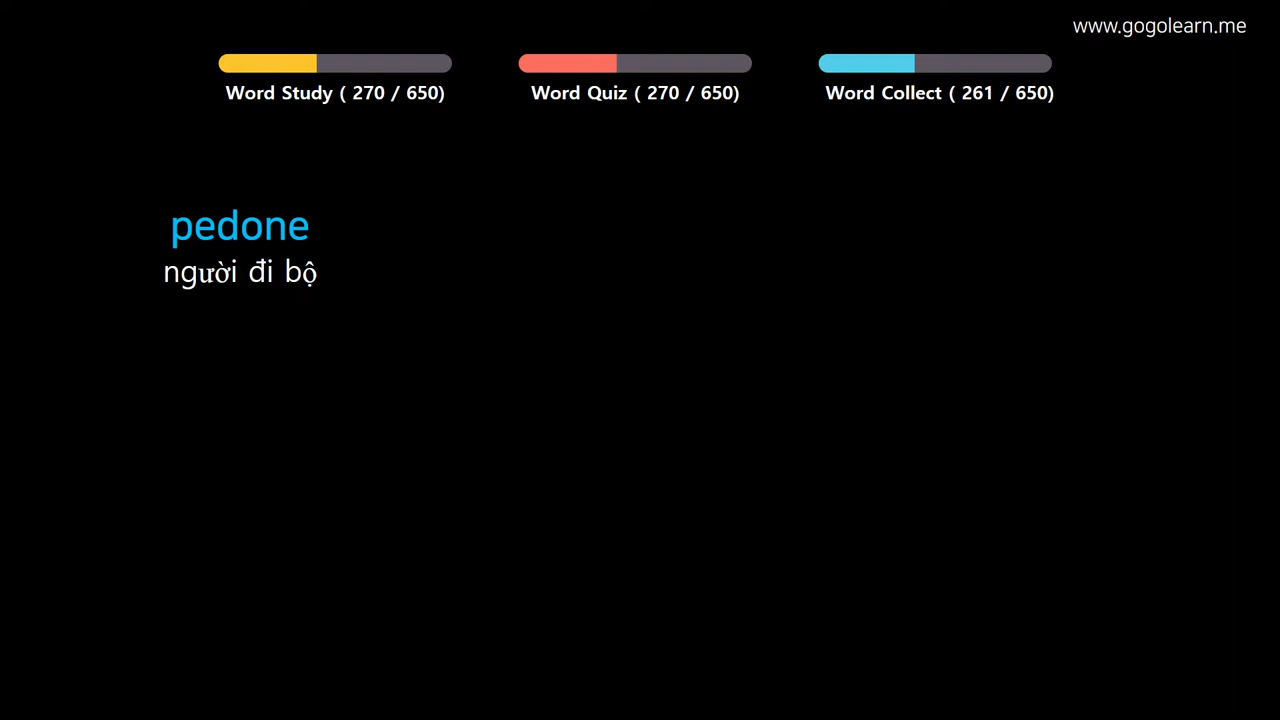 www.gogolearn.me
Word Study ( 270 / 650)
Word Quiz ( 270 / 650)
Word Collect ( 261 / 650)
pedone
người đi bộ